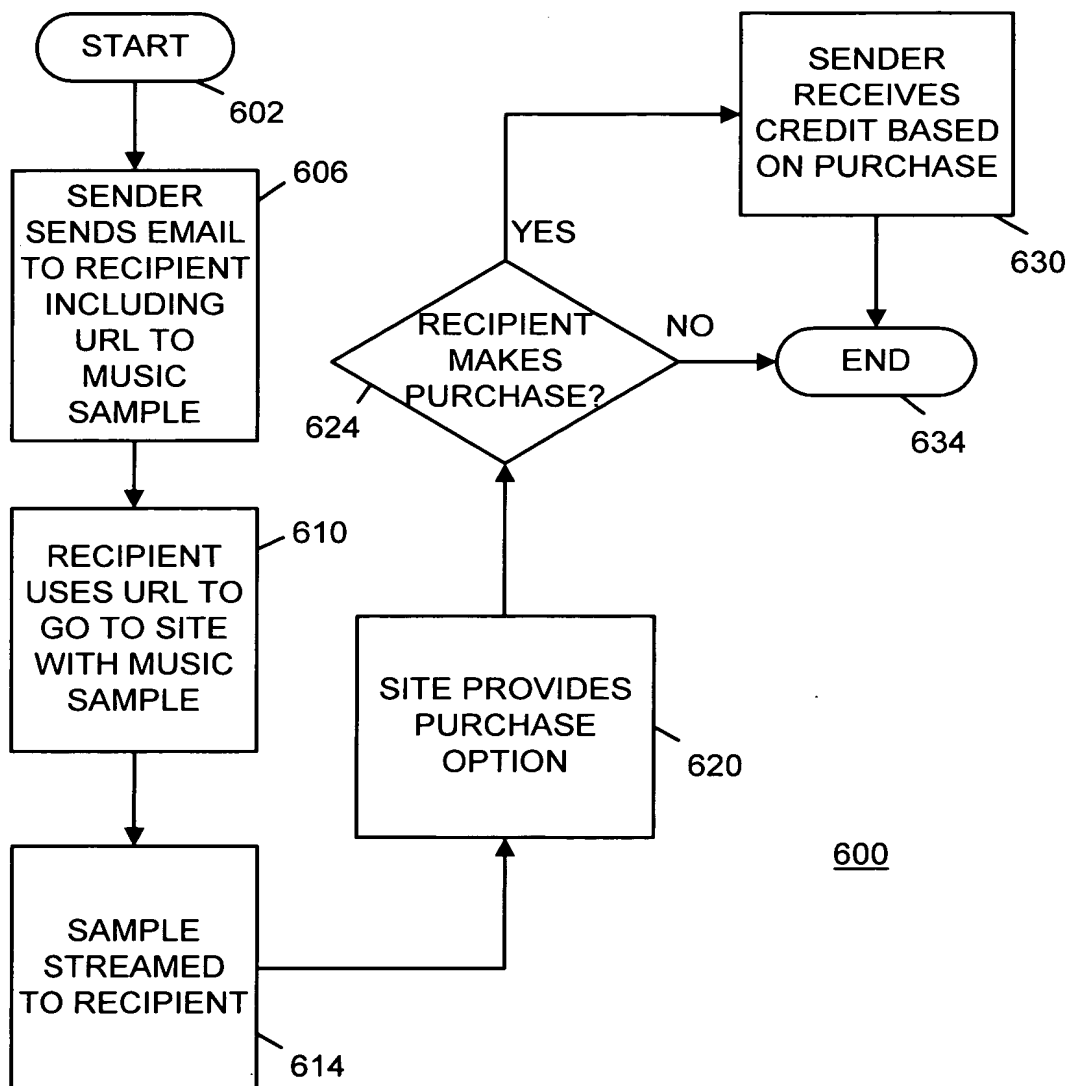 START
602
SENDER
SENDS EMAIL
TO RECIPIENT
INCLUDING
URL TO
MUSIC
SAMPLE
606
RECIPIENT
USES URL TO
GO TO SITE
WITH MUSIC
SAMPLE
610
SAMPLE
STREAMED
TO RECIPIENT
614
SITE PROVIDES
PURCHASE
OPTION
620
RECIPIENT
MAKES
PURCHASE?
624
YES
NO
SENDER
RECEIVES
CREDIT BASED
ON PURCHASE
630
END
634
600